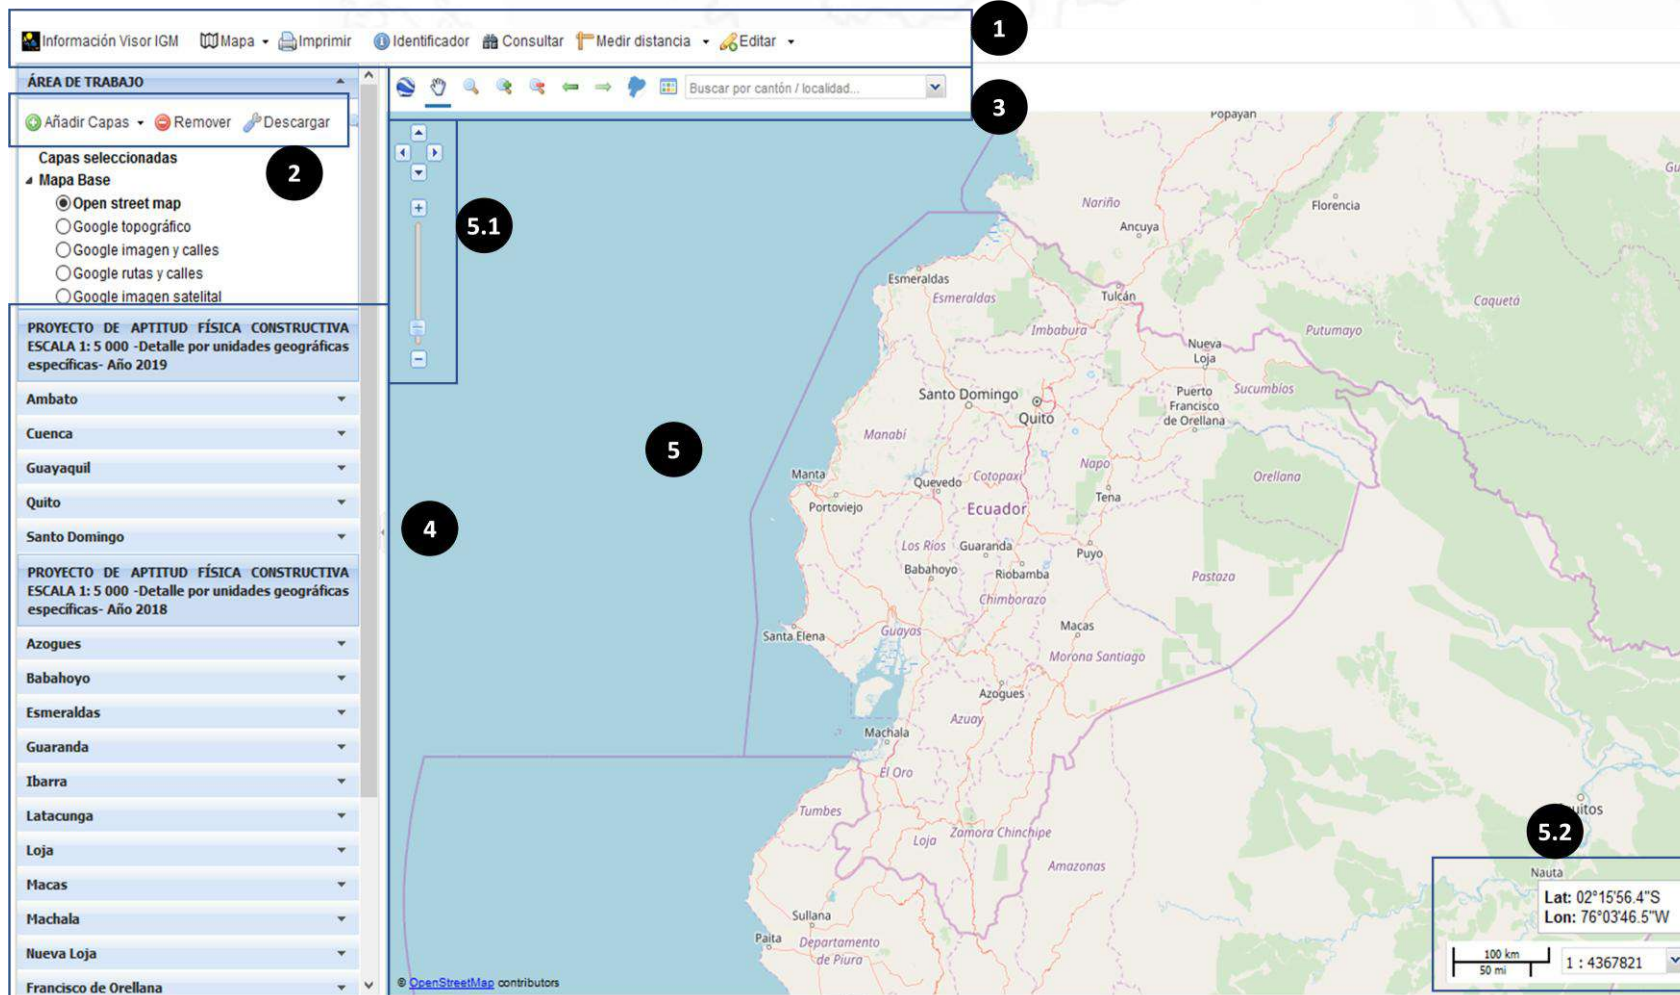 Información Visor IGM Mapa Imprimir Identificador Consultar Medir distancia Editar
1
ÁREA DE TRABAJO
Buscar por cantón / localidad...
3
Añadir Capas Remover Descargar
2
Capas seleccionadas
Mapa Base
Open street map
Google topográfico
Google imagen y calles
Google rutas y calles
Google imagen satelital
PROYECTO DE APTITUD FÍSICA CONSTRUCTIVA
ESCALA 1: 5 000 -Detalle por unidades geográficas
específicas- Año 2019
Ambato
Cuenca
Guayaquil
Quito
Santo Domingo
PROYECTO DE APTITUD FÍSICA CONSTRUCTIVA
ESCALA 1: 5 000 -Detalle por unidades geográficas
específicas- Año 2018
Azogues
Babahoyo
Esmeraldas
Guaranda
Ibarra
Latacunga
Loja
Macas
Machala
Nueva Loja
Francisco de Orellana
4
5.1
5
Popayan
Nariño
Florencia
Ancuya
Esmeraldas
Esmeraldas
Tulcán
Caquetá
Imbabura
Putumayo
Nueva
Loja
Santo Domingo
Quito
Puerto
Francisco
de Orellana
Sucumbíos
Manabí
Napo
Manta
Quevedo
Cotopaxi
Orellana
Tena
Portoviejo
Ecuador
Los Rios
Guaranda
Puyo
Babahoyo
Riobamba
Pastaza
Chimborazo
Santa Elena
Guayas
Macas
Morona Santiago
Azogues
Azuay
Machala
El Oro
Tumbes
Loja
Zamora Chinchipe
Amazonas
uitos
5.2
Nauta
Sullana
Paita
Departamento
de Piura
Lat: 02°15'56.4"S
Lon: 76°03'46.5"W
100 km
50 mi
1 : 4367821
© OpenStreetMap contributors